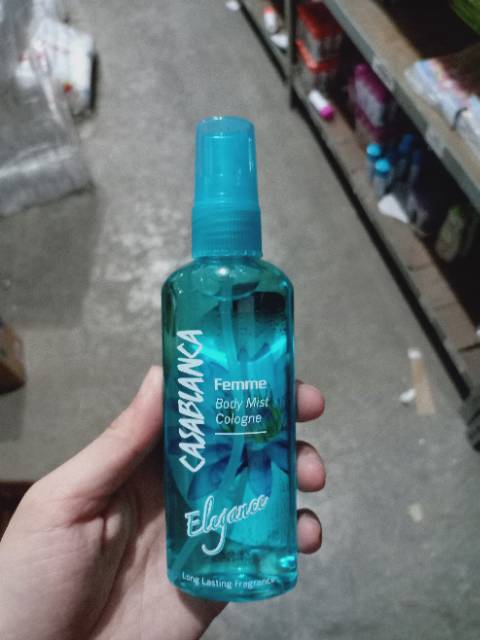 CASABLANCA
Femme
Body Mist
Cologne
Elegance
Long Lasting Fragrance